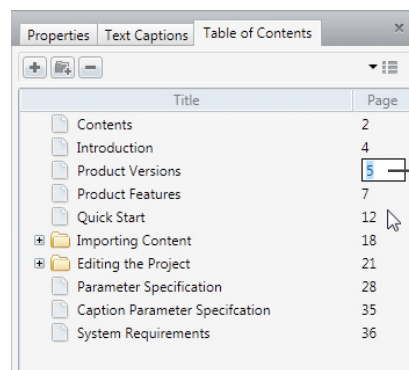 Properties Text Captions Table of Contents
Title Page
Contents 2
Introduction 4
Product Versions 5
Product Features 7
Quick Start 12
Importing Content 18
Editing the Project 21
Parameter Specification 28
Caption Parameter Specifcation 35
System Requirements 36